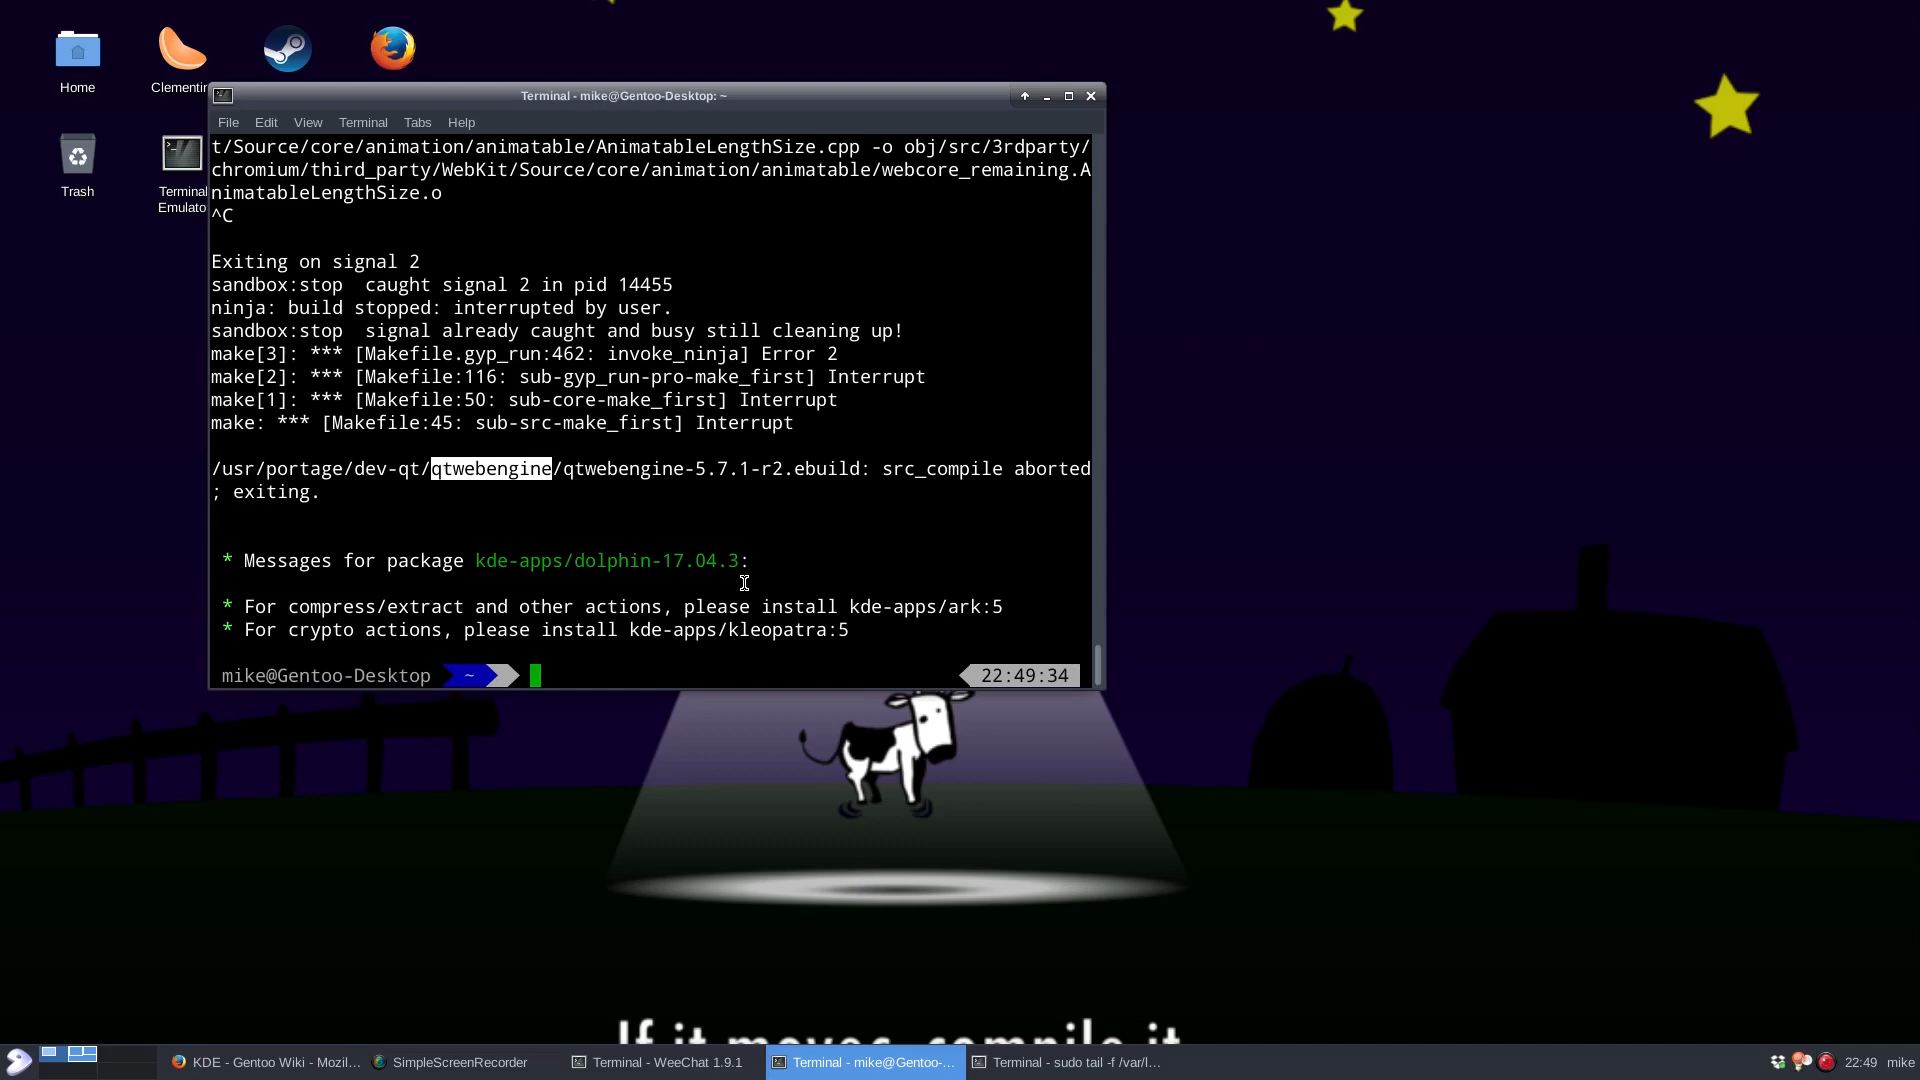 Home
Clementin
Trash
Terminal
Emulato
Terminal - mike@Gentoo-Desktop: ~
File Edit View Terminal Tabs Help
t/Source/core/animation/animatable/AnimatableLengthSize.cpp -o obj/src/3rdparty/
chromium/third_party/WebKit/Source/core/animation/animatable/webcore_remaining.A
nimatableLengthSize.o
^C
Exiting on signal 2
sandbox:stop  caught signal 2 in pid 14455
ninja: build stopped: interrupted by user.
sandbox:stop  signal already caught and busy still cleaning up!
make[3]: *** [Makefile.gyp_run:462: invoke_ninja] Error 2
make[2]: *** [Makefile:116: sub-gyp_run-pro-make_first] Interrupt
make[1]: *** [Makefile:50: sub-core-make_first] Interrupt
make: *** [Makefile:45: sub-src-make_first] Interrupt
/usr/portage/dev-qt/qtwebengine/qtwebengine-5.7.1-r2.ebuild: src_compile aborted
; exiting.
* Messages for package kde-apps/dolphin-17.04.3:
* For compress/extract and other actions, please install kde-apps/ark:5
* For crypto actions, please install kde-apps/kleopatra:5
mike@Gentoo-Desktop ~ 22:49:34
If it moves, compile it
KDE - Gentoo Wiki - Mozil... SimpleScreenRecorder Terminal - WeeChat 1.9.1 Terminal - mike@Gentoo-... Terminal - sudo tail -f /var/l... 22:49 mike